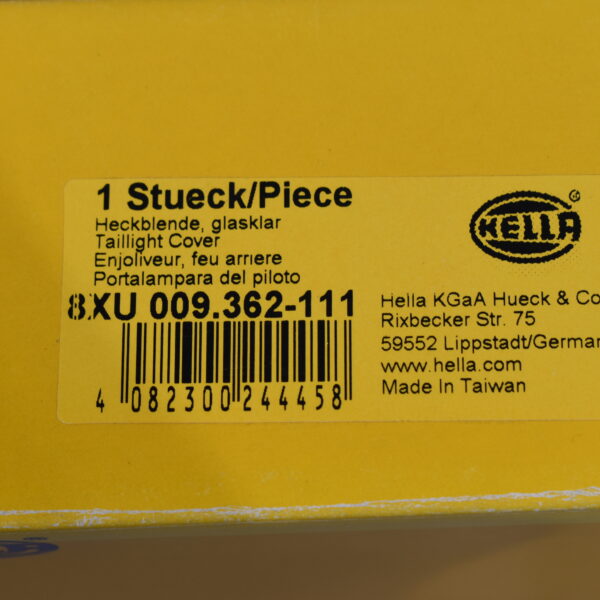 1 Stueck/Piece
Heckblende, glasklar
Taillight Cover
Enjoliveur, feu arriere
Portalampara del piloto
8XU 009.362-111
4 082300 244458
HELLA ®
Hella KGaA Hueck & Co
Rixbecker Str. 75
59552 Lippstadt/German
www.hella.com
Made In Taiwan